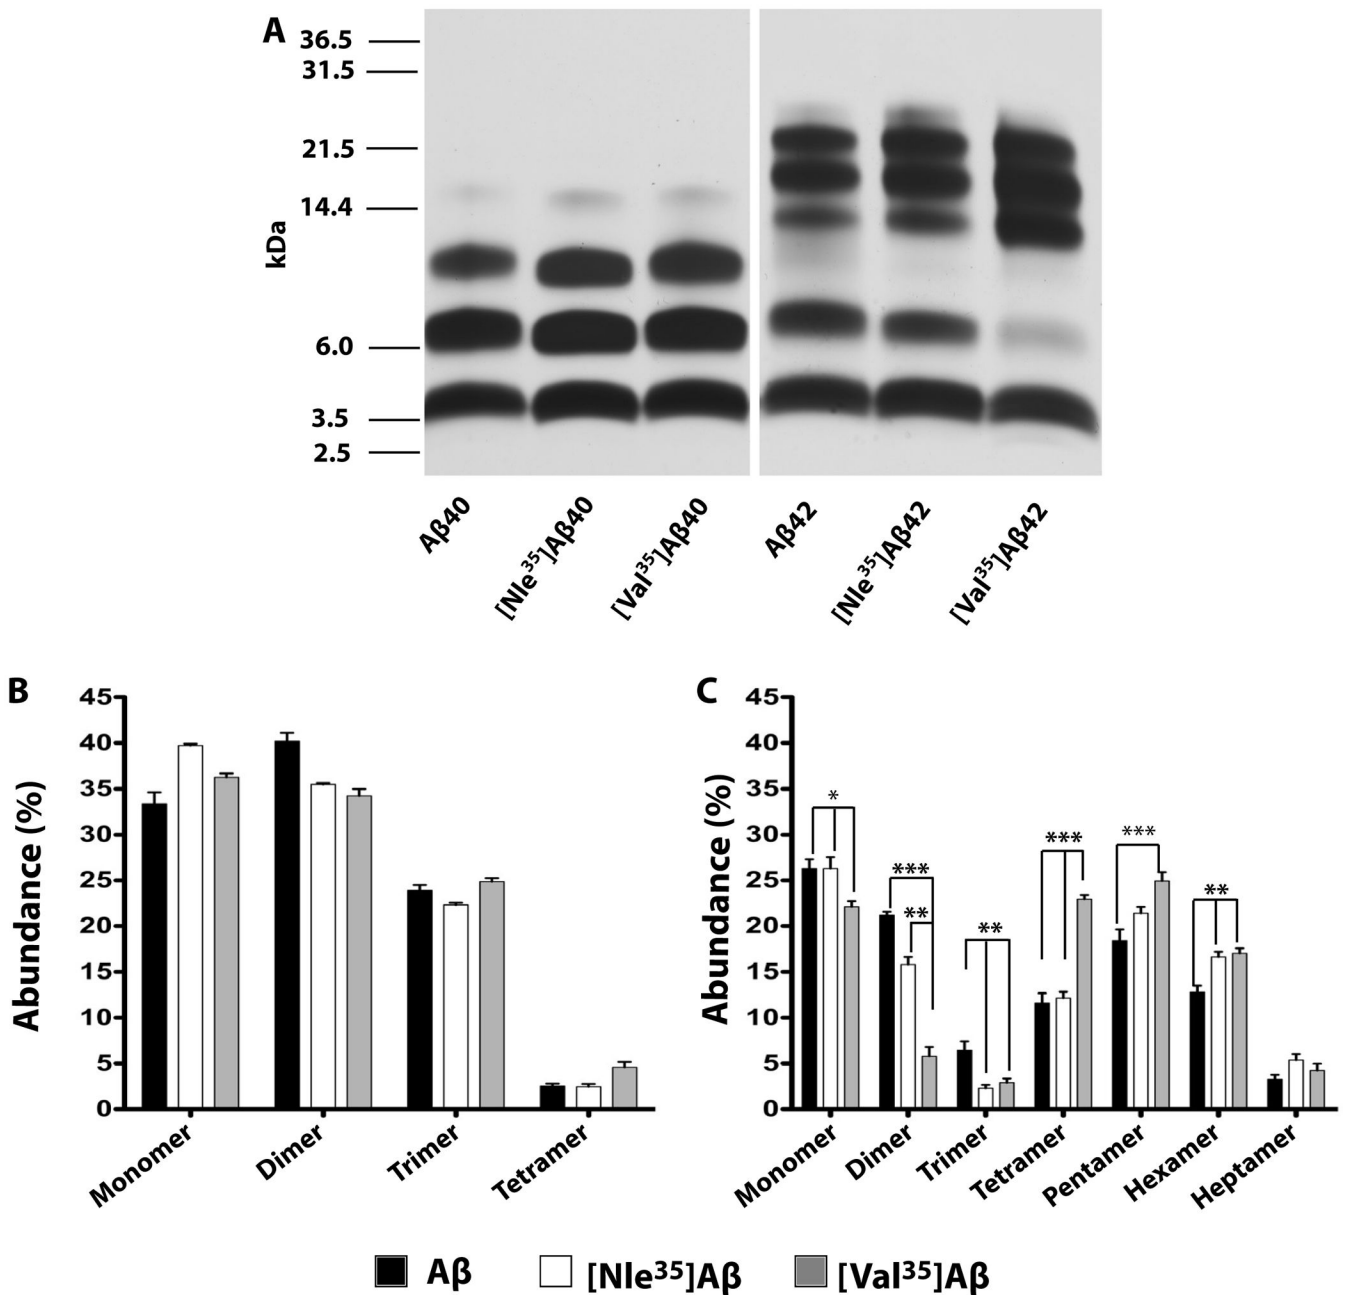 A
36.5
31.5
21.5
14.4
6.0
3.5
2.5
kDa
Aβ40
[Nle³⁵]Aβ40
[Val³⁵]Aβ40
Aβ42
[Nle³⁵]Aβ42
[Val³⁵]Aβ42
B
Abundance (%)
45
40
35
30
25
20
15
10
5
0
Monomer
Dimer
Trimer
Tetramer
C
Abundance (%)
45
40
35
30
25
20
15
10
5
0
*
***
**
**
***
***
**
Monomer
Dimer
Trimer
Tetramer
Pentamer
Hexamer
Heptamer
Aβ [Nle³⁵]Aβ [Val³⁵]Aβ